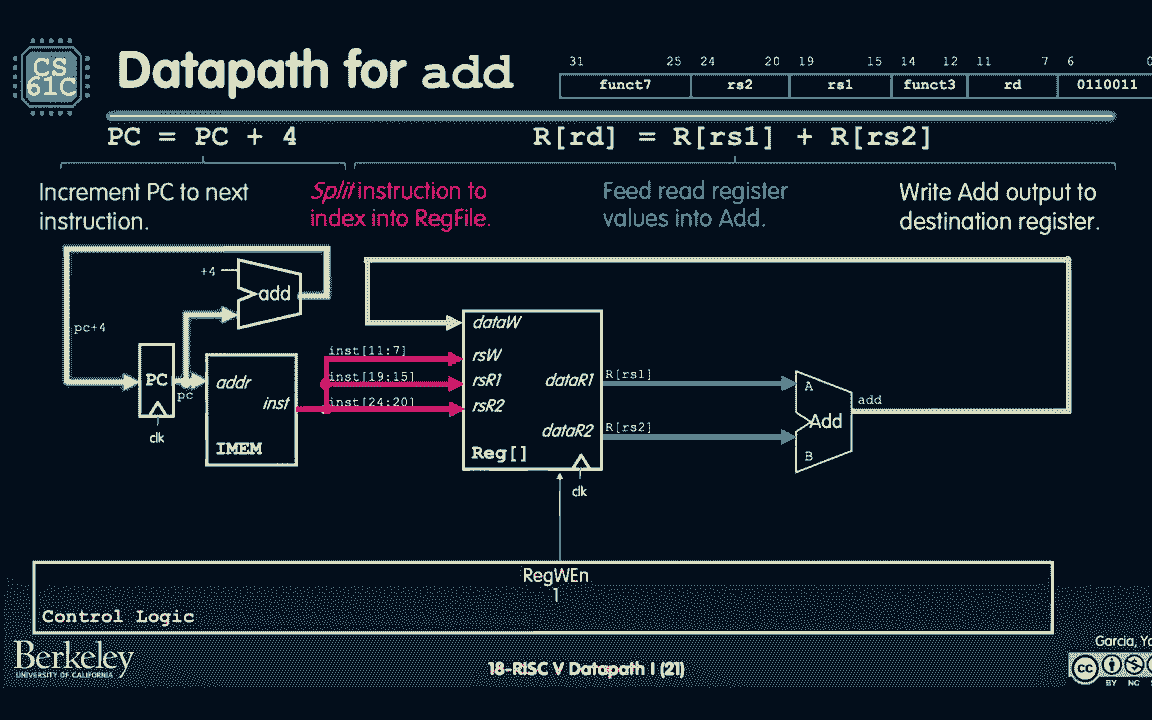 CS
61C
Datapath for add
31 25 24 20 19 15 14 12 11 7 6 0
funct7 rs2 rs1 funct3 rd 0110011
PC = PC + 4
R[rd] = R[rs1] + R[rs2]
Increment PC to next
instruction.
Split instruction to
index into RegFile.
Feed read register
values into Add.
Write Add output to
destination register.
+4
add
pc+4
PC
pc
clk
addr
inst
IMEM
inst[11:7]
inst[19:15]
inst[24:20]
dataW
rsW
rsR1
rsR2
dataR1
dataR2
Reg[]
clk
R[rs1]
R[rs2]
A
Add
B
add
RegWEn
1
Control Logic
Berkeley
UNIVERSITY OF CALIFORNIA
18-RISC V Datapath I (21)
Garcia,
cc
BY NC